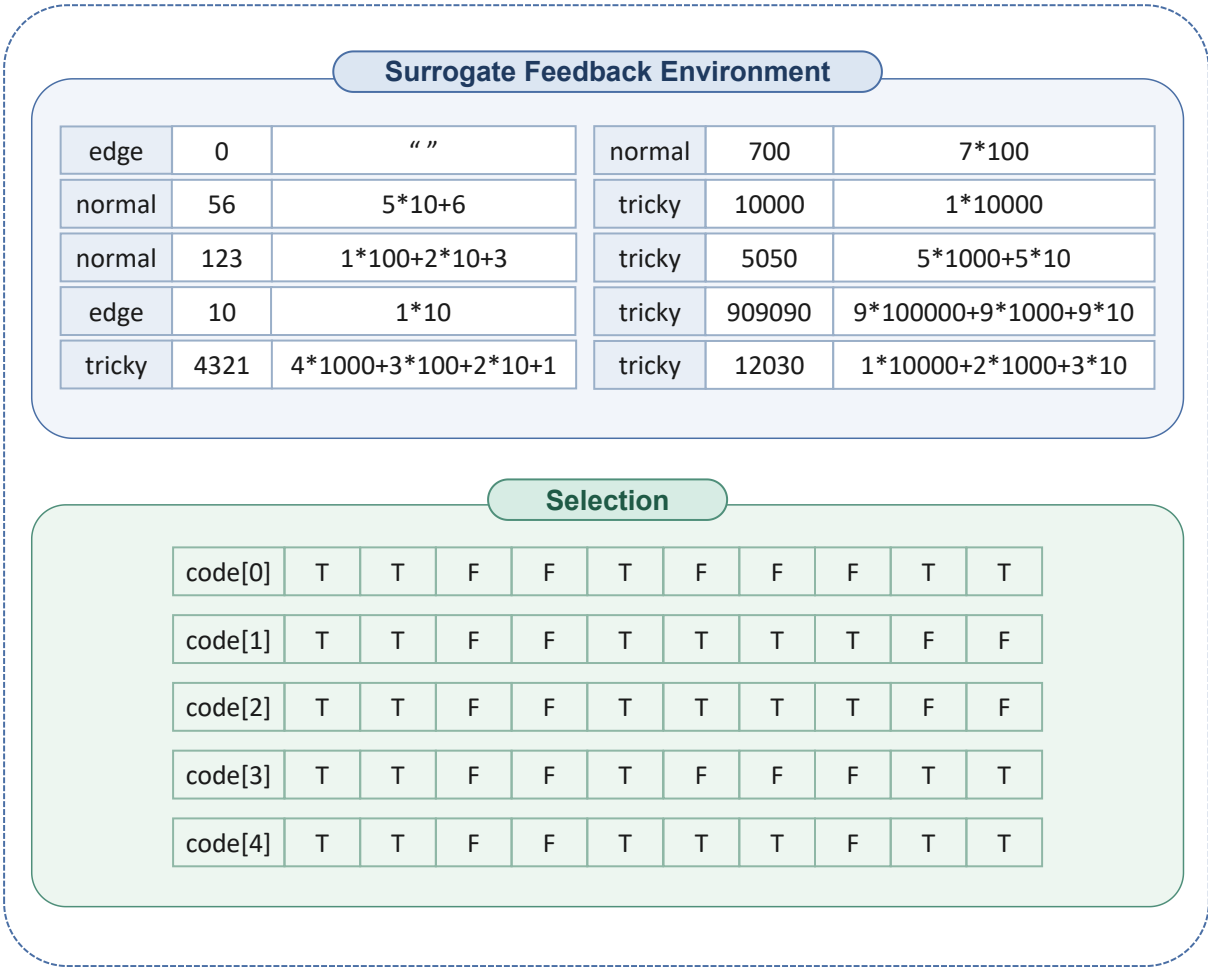 Surrogate Feedback Environment
edge 0 “ ” normal 700 7*100
normal 56 5*10+6 tricky 10000 1*10000
normal 123 1*100+2*10+3 tricky 5050 5*1000+5*10
edge 10 1*10 tricky 909090 9*100000+9*1000+9*10
tricky 4321 4*1000+3*100+2*10+1 tricky 12030 1*10000+2*1000+3*10
Selection
code[0] T T F F T F F F T T
code[1] T T F F T T T T F F
code[2] T T F F T T T T F F
code[3] T T F F T F F F T T
code[4] T T F F T T T F T T